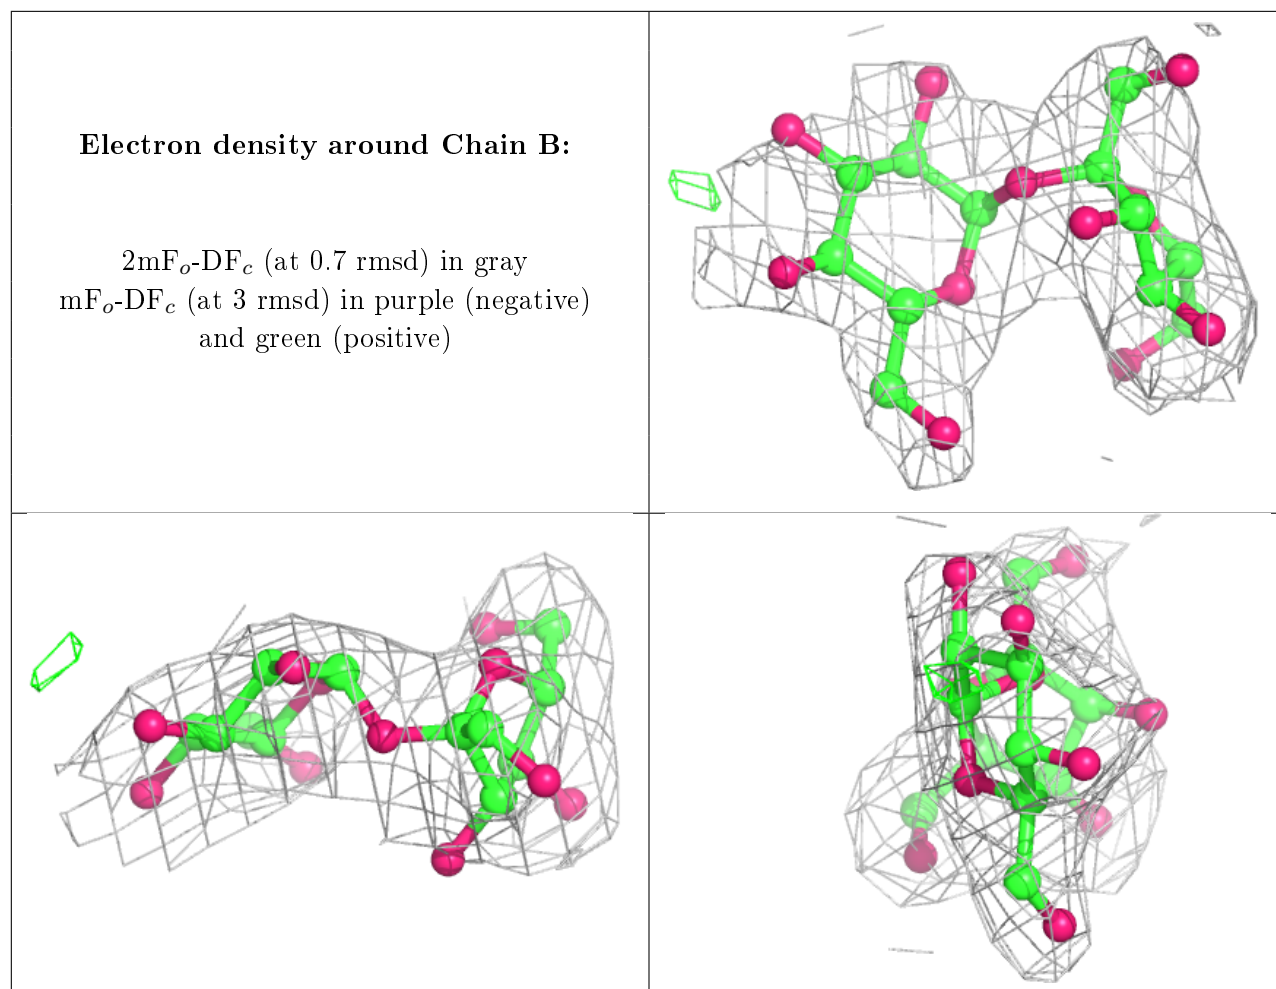 Electron density around Chain B:
2mFo-DFc (at 0.7 rmsd) in gray
mFo-DFc (at 3 rmsd) in purple (negative)
and green (positive)